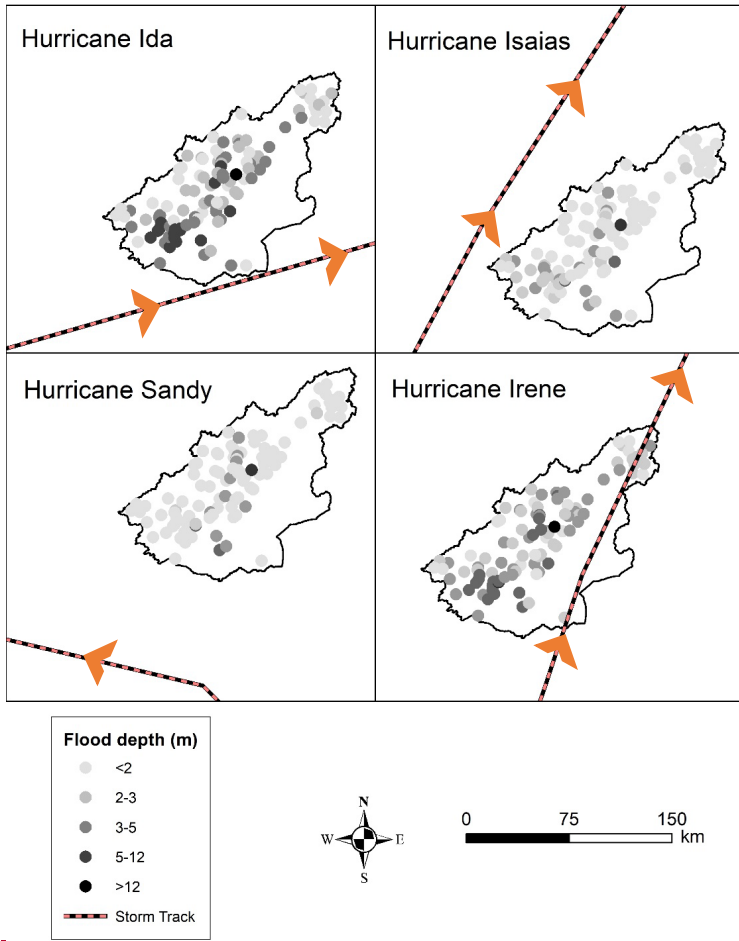 Hurricane Ida
Hurricane Isaias
Hurricane Sandy
Hurricane Irene
Flood depth (m)
<2
2-3
3-5
5-12
>12
Storm Track
N
W E
S
0 75 150
km